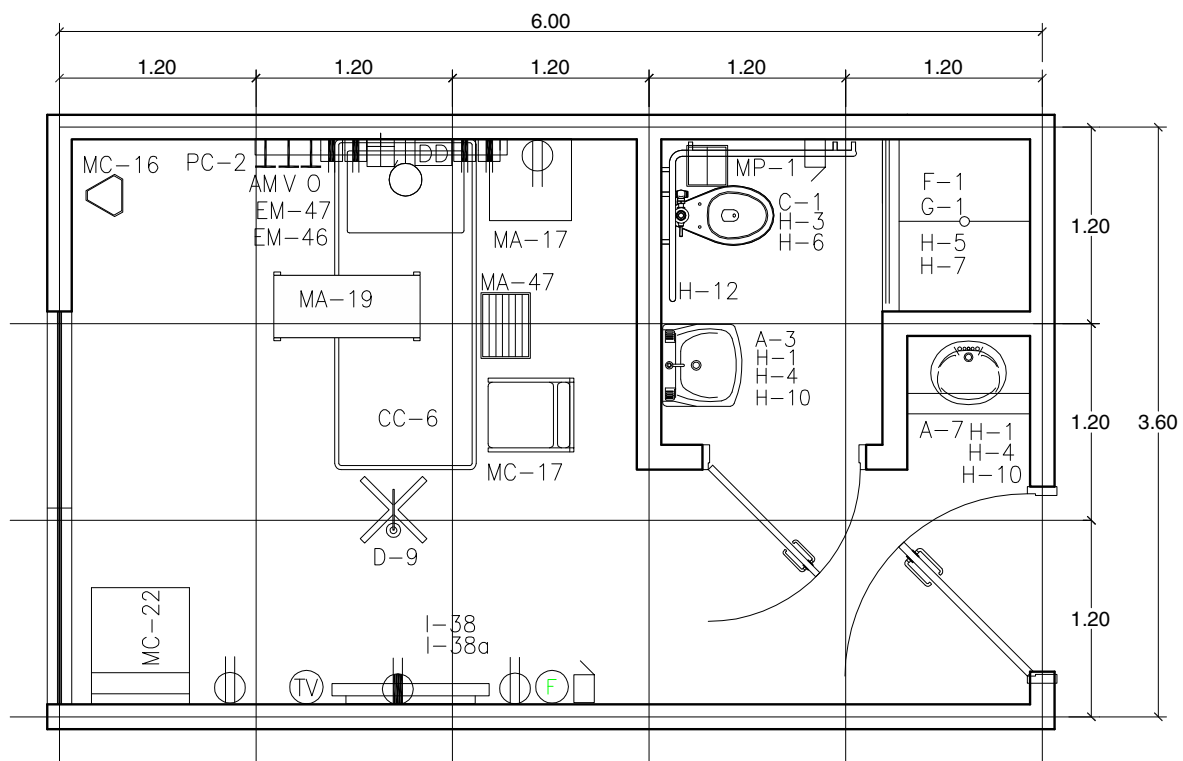 6.00
1.20
1.20
1.20
1.20
1.20
MC-16
PC-2
DD
AMV O
EM-47
EM-46
MA-17
MP-1
C-1
H-3
H-6
F-1
G-1
H-5
H-7
1.20
MA-19
MA-47
H-12
A-3
H-1
H-4
H-10
CC-6
MC-17
A-7
H-1
H-4
H-10
1.20
3.60
D-9
MC-22
I-38
I-38a
TV
F
1.20